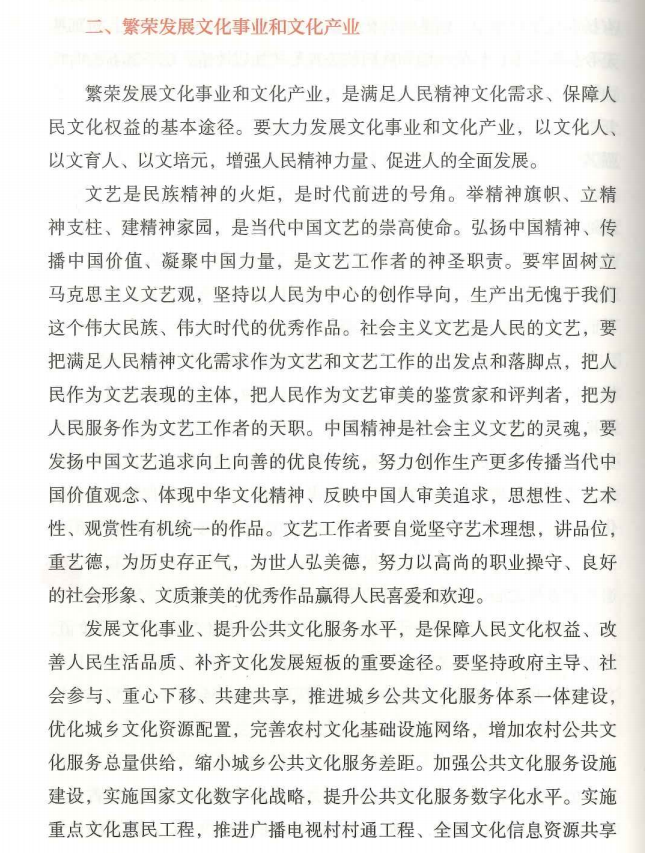 二、繁荣发展文化事业和文化产业
繁荣发展文化事业和文化产业，是满足人民精神文化需求、保障人
民文化权益的基本途径。要大力发展文化事业和文化产业，以文化人、
以文育人、以文培元，增强人民精神力量、促进人的全面发展。
文艺是民族精神的火炬，是时代前进的号角。举精神旗帜、立精
神支柱、建精神家园，是当代中国文艺的崇高使命。弘扬中国精神、传
播中国价值、凝聚中国力量，是文艺工作者的神圣职责。要牢固树立
马克思主义文艺观，坚持以人民为中心的创作导向，生产出无愧于我们
这个伟大民族、伟大时代的优秀作品。社会主义文艺是人民的文艺，要
把满足人民精神文化需求作为文艺和文艺工作的出发点和落脚点，把人
民作为文艺表现的主体，把人民作为文艺审美的鉴赏家和评判者，把为
人民服务作为文艺工作者的天职。中国精神是社会主义文艺的灵魂，要
发扬中国文艺追求向上向善的优良传统，努力创作生产更多传播当代中
国价值观念、体现中华文化精神、反映中国人审美追求，思想性、艺术
性、观赏性有机统一的作品。文艺工作者要自觉坚守艺术理想，讲品位，
重艺德，为历史存正气，为世人弘美德，努力以高尚的职业操守、良好
的社会形象、文质兼美的优秀作品赢得人民喜爱和欢迎。
发展文化事业、提升公共文化服务水平，是保障人民文化权益、改
善人民生活品质、补齐文化发展短板的重要途径。要坚持政府主导、社
会参与、重心下移、共建共享，推进城乡公共文化服务体系一体建设，
优化城乡文化资源配置，完善农村文化基础设施网络，增加农村公共文
化服务总量供给，缩小城乡公共文化服务差距。加强公共文化服务设施
建设，实施国家文化数字化战略，提升公共文化服务数字化水平。实施
重点文化惠民工程，推进广播电视村村通工程、全国文化信息资源共享